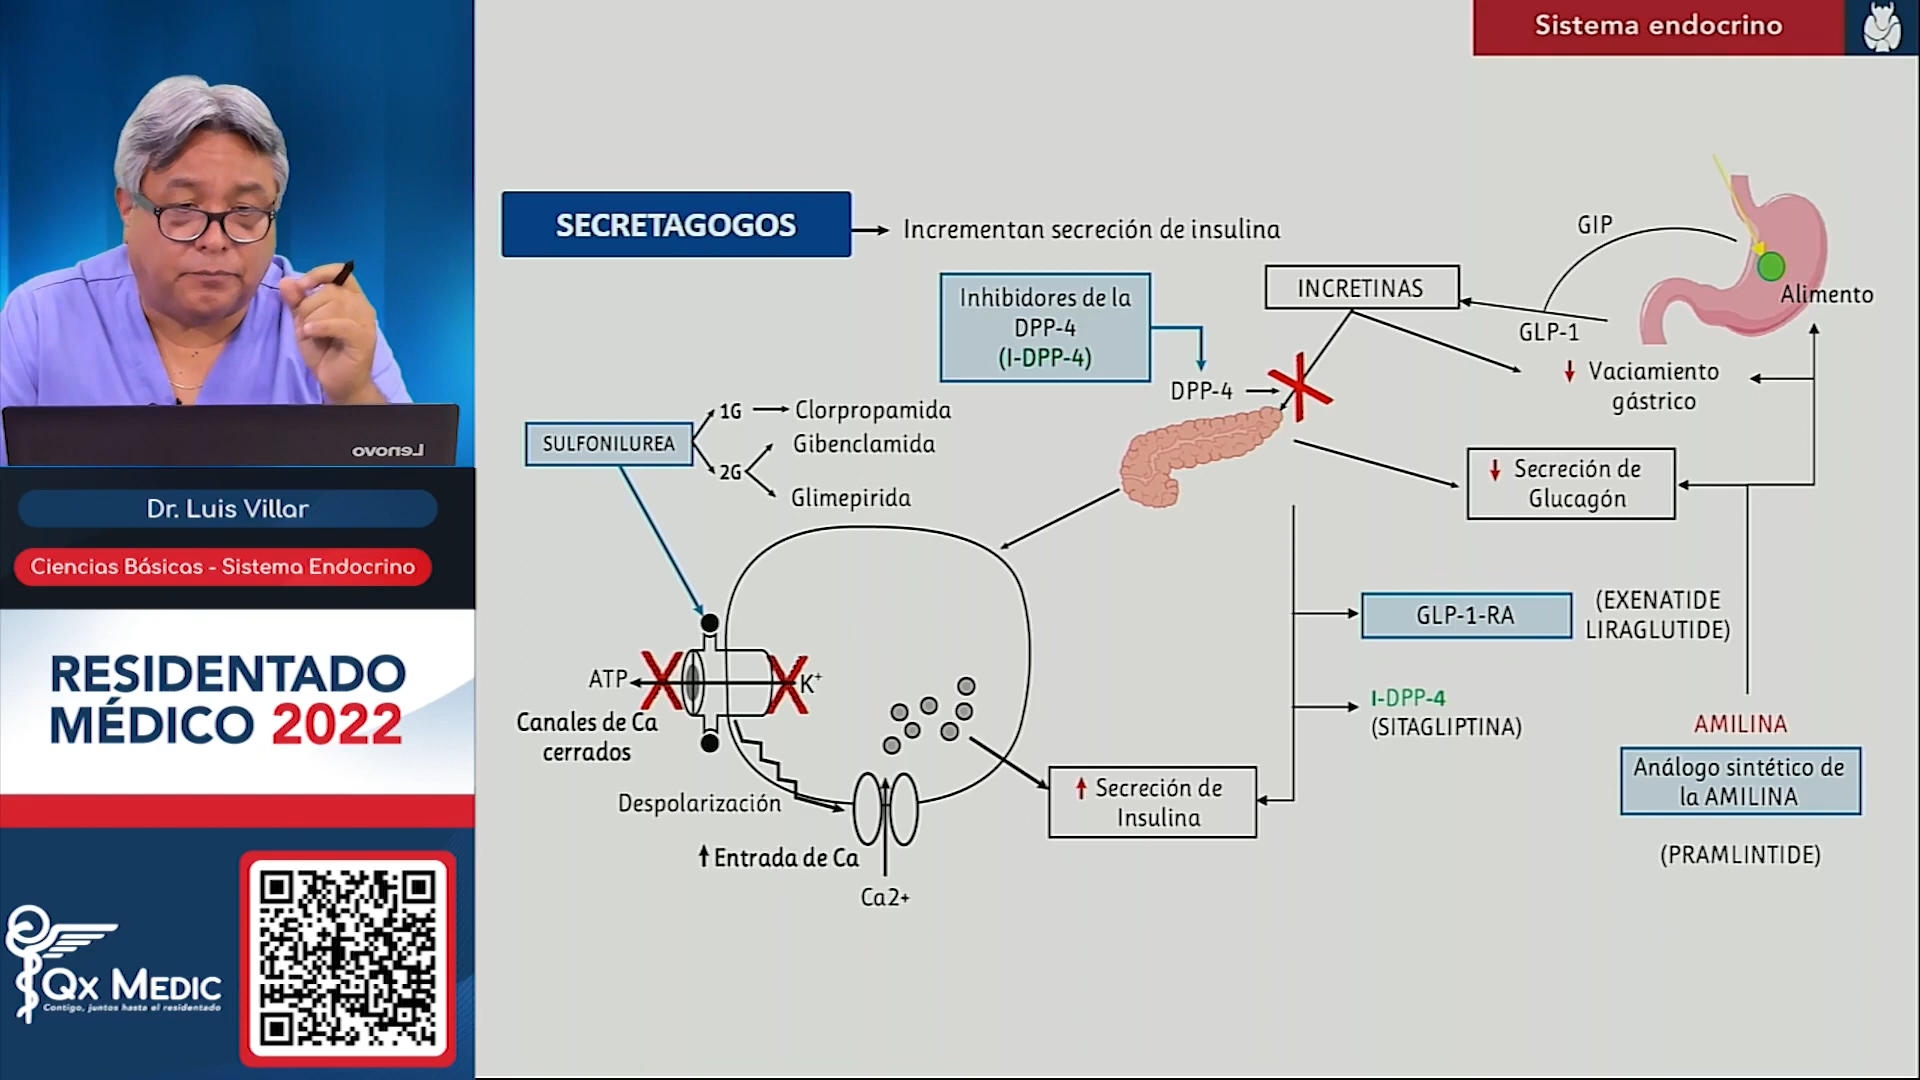 Sistema endocrino
SECRETAGOGOS
Incrementan secreción de insulina
GIP
INCRETINAS
GLP-1
Alimento
Inhibidores de la
DPP-4
(I-DPP-4)
DPP-4
Vaciamiento
gástrico
SULFONILUREA
1G
Clorpropamida
2G
Gibenclamida
Glimepirida
Secreción de
Glucagón
GLP-1-RA
(EXENATIDE
LIRAGLUTIDE)
I-DPP-4
(SITAGLIPTINA)
AMILINA
Análogo sintético de
la AMILINA
(PRAMLINTIDE)
ATP
K+
Canales de Ca
cerrados
Despolarización
Entrada de Ca
Ca2+
Secreción de
Insulina
Lenovo
Dr. Luis Villar
Ciencias Básicas - Sistema Endocrino
RESIDENTADO
MÉDICO 2022
QX MEDIC
Contigo, juntos hasta el residentado